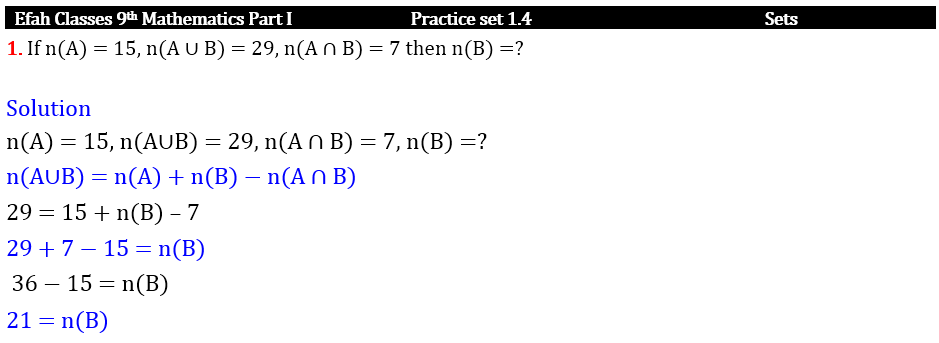 Efah Classes 9th Mathematics Part I Practice set 1.4 Sets
1. If n(A) = 15, n(A ∪ B) = 29, n(A ∩ B) = 7 then n(B) =?
Solution
n(A) = 15, n(A∪B) = 29, n(A ∩ B) = 7, n(B) =?
n(A∪B) = n(A) + n(B) − n(A ∩ B)
29 = 15 + n(B) – 7
29 + 7 − 15 = n(B)
36 − 15 = n(B)
21 = n(B)